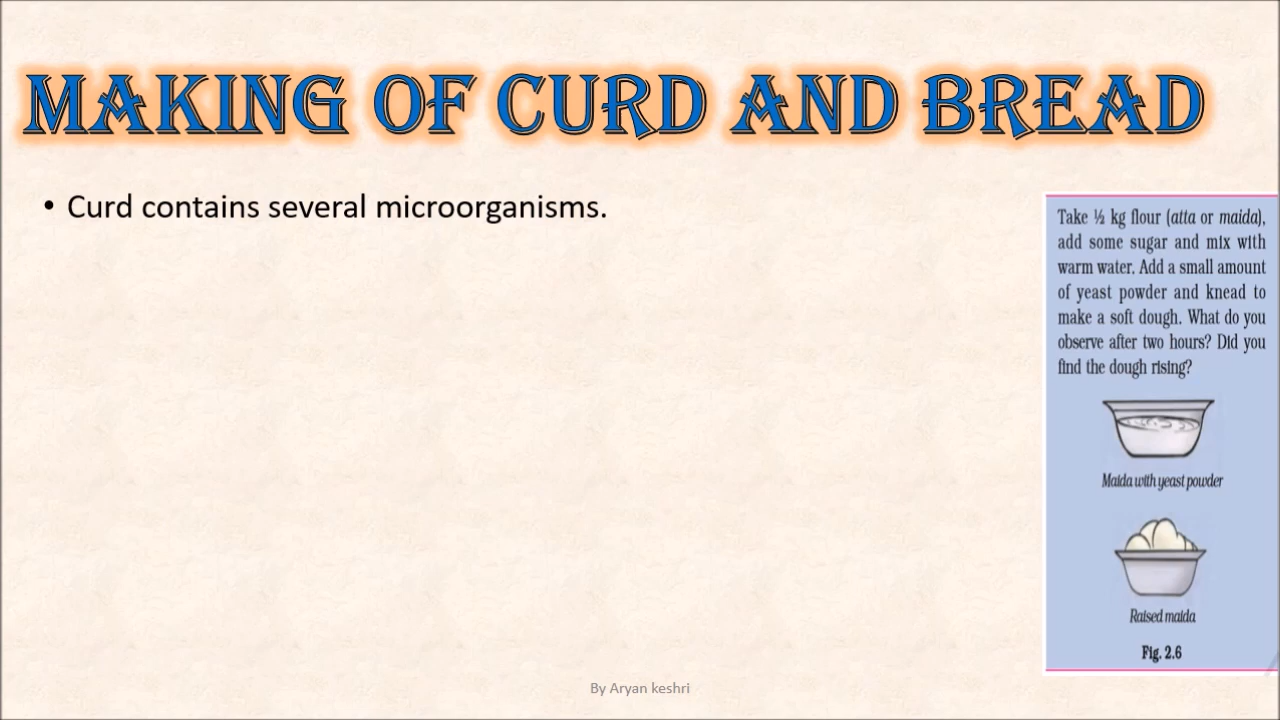 MAKING OF CURD AND BREAD
• Curd contains several microorganisms.
Take ½ kg flour (atta or maida),
add some sugar and mix with
warm water. Add a small amount
of yeast powder and knead to
make a soft dough. What do you
observe after two hours? Did you
find the dough rising?
Maida with yeast powder
Raised maida
Fig. 2.6
By Aryan keshri